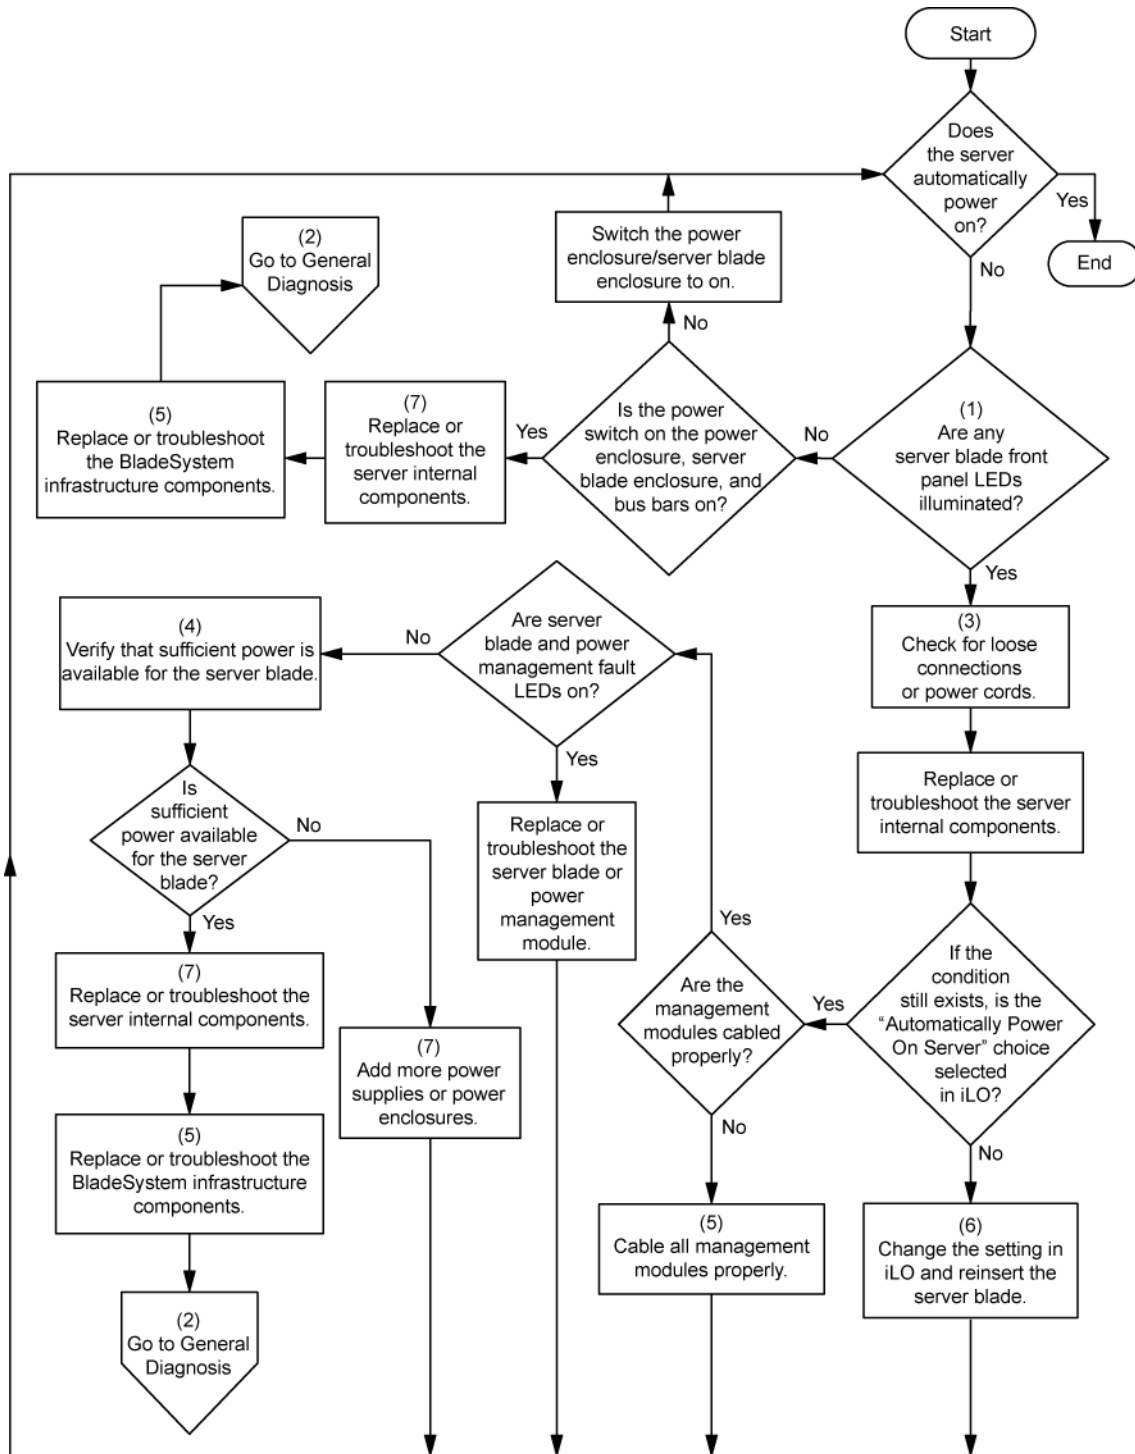 Start
Does
the server
automatically
power
on?
Yes
End
No
(2)
Go to General
Diagnosis
Switch the power
enclosure/server blade
enclosure to on.
No
(5)
Replace or troubleshoot
the BladeSystem
infrastructure components.
(7)
Replace or
troubleshoot the
server internal
components.
Yes
Is the power
switch on the power
enclosure, server
blade enclosure, and
bus bars on?
No
(1)
Are any
server blade front
panel LEDs
illuminated?
Yes
(3)
Check for loose
connections
or power cords.
(4)
Verify that sufficient power is
available for the server blade.
No
Are server
blade and power
management fault
LEDs on?
Yes
Replace or
troubleshoot the server
internal components.
Is
sufficient
power available
for the server
blade?
No
Yes
Replace or
troubleshoot the
server blade or
power
management
module.
Yes
Are the
management
modules cabled
properly?
Yes
If the
condition
still exists, is the
“Automatically Power
On Server” choice
selected
in iLO?
(7)
Replace or troubleshoot the
server internal components.
(7)
Add more power
supplies or power
enclosures.
No
No
(5)
Replace or troubleshoot the
BladeSystem infrastructure
components.
(5)
Cable all management
modules properly.
(6)
Change the setting in
iLO and reinsert the
server blade.
(2)
Go to General
Diagnosis